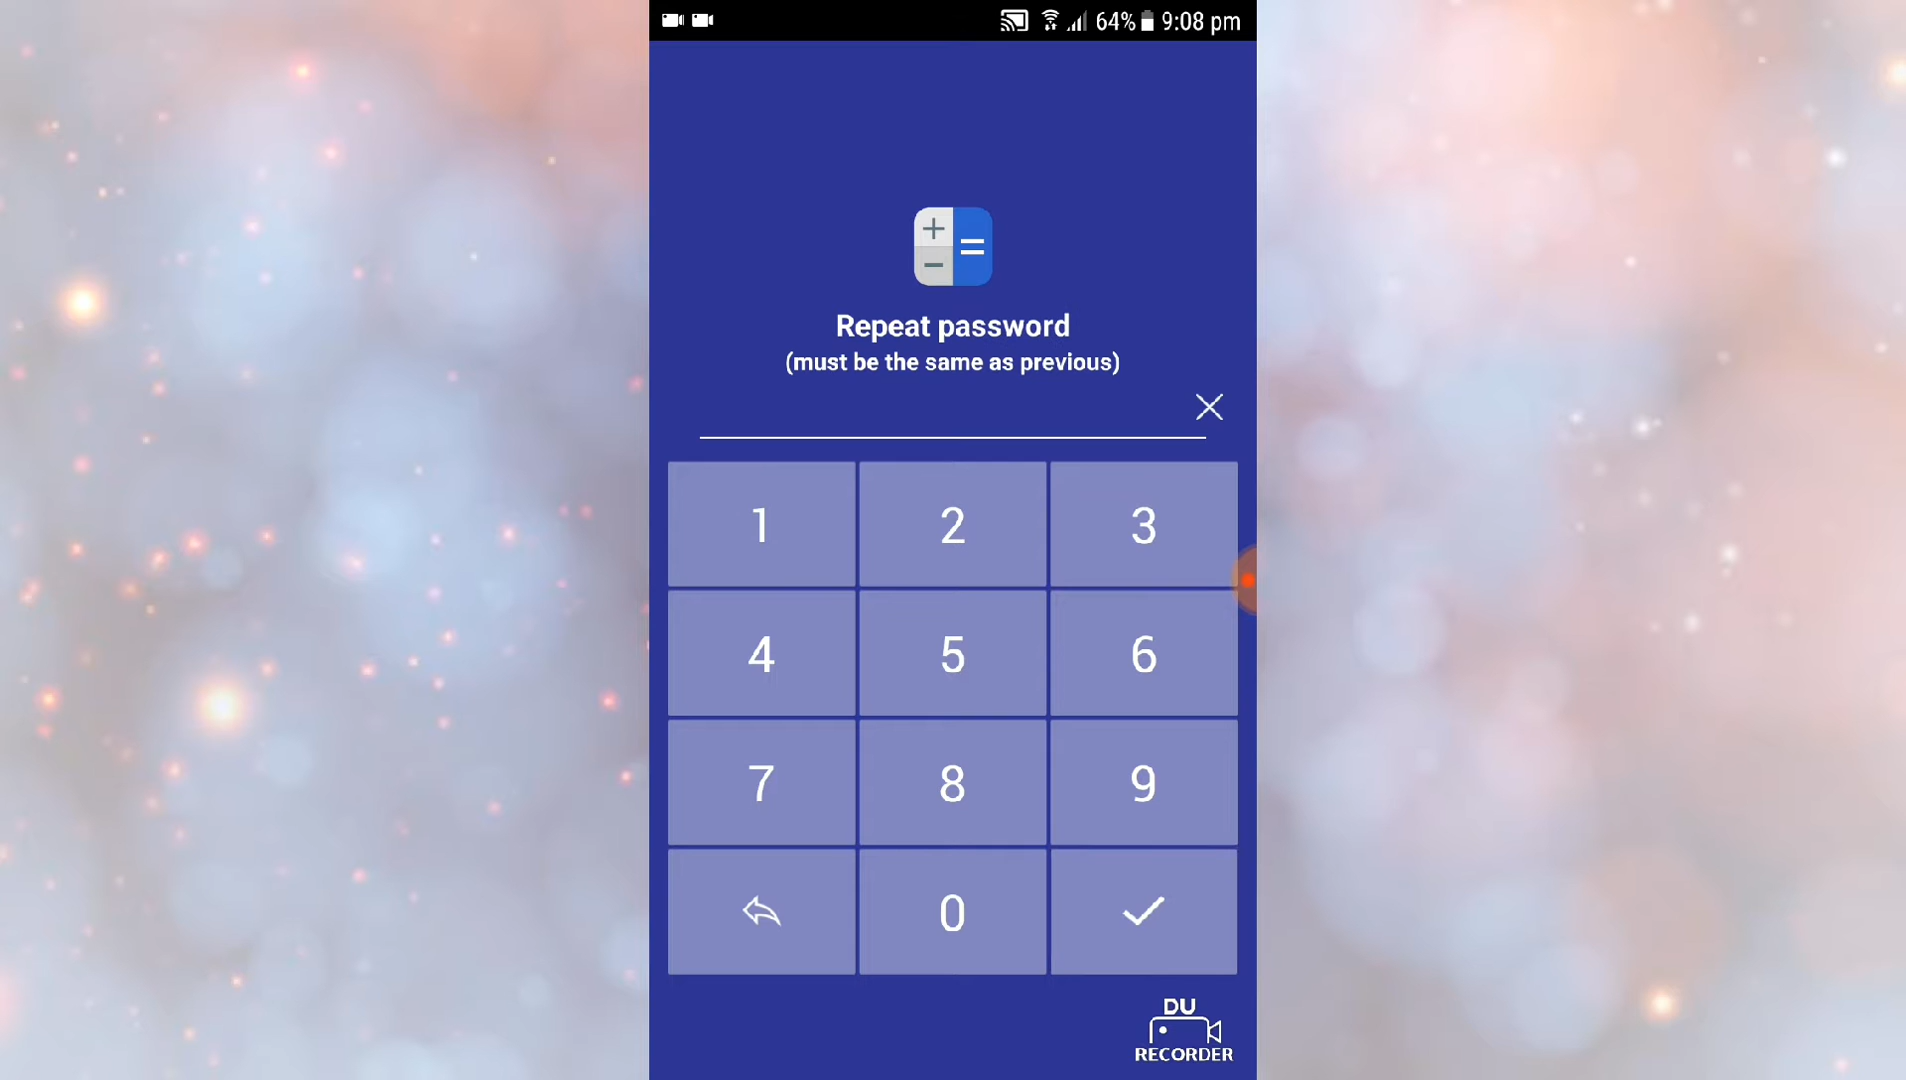 64% 9:08 pm
+
=
−
Repeat password
(must be the same as previous)
1 2 3
4 5 6
7 8 9
0
DU
RECORDER